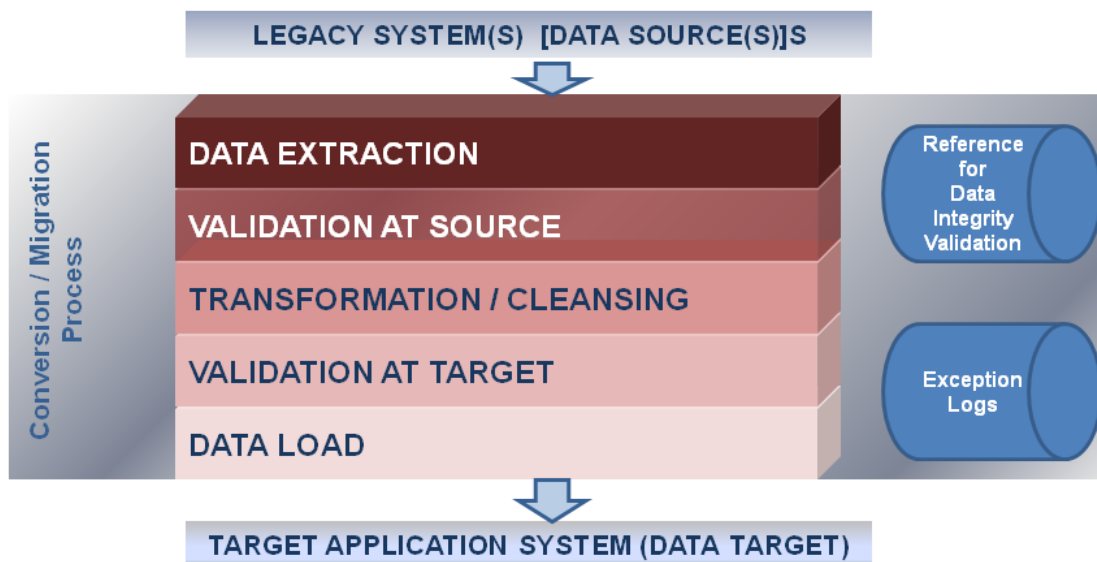 LEGACY SYSTEM(S) [DATA SOURCE(S)]S
Conversion / Migration
Process
DATA EXTRACTION
VALIDATION AT SOURCE
TRANSFORMATION / CLEANSING
VALIDATION AT TARGET
DATA LOAD
Reference
for
Data
Integrity
Validation
Exception
Logs
TARGET APPLICATION SYSTEM (DATA TARGET)